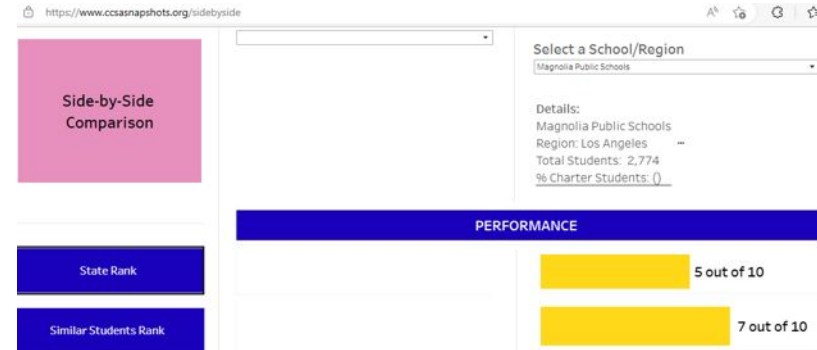 https://www.ccsasnapshots.org/sidebyside
Side-by-Side
Comparison
Select a School/Region
Magnolia Public Schools
Details:
Magnolia Public Schools
Region: Los Angeles
Total Students: 2,774
% Charter Students: ()
PERFORMANCE
State Rank
5 out of 10
Similar Students Rank
7 out of 10